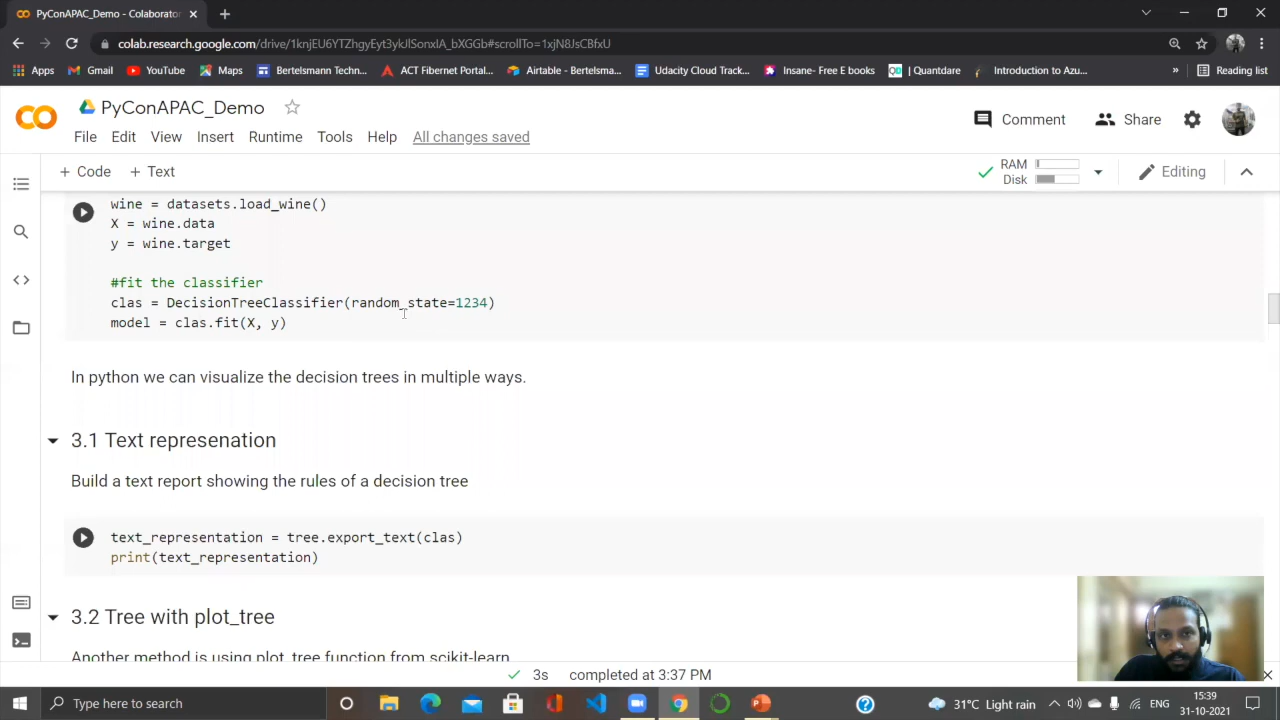 PyConAPAC_Demo - Colaborator
colab.research.google.com/drive/1knjEU6YTZhgyEyt3ykJlSonxIA_bXGGb#scrollTo=1xjN8JsCBfxU
Apps Gmail YouTube Maps Bertelsmann Techn... ACT Fibernet Portal... Airtable - Bertelsma... Udacity Cloud Track... Insane- Free E books QD | Quantdare Introduction to Azu... » Reading list
CO PyConAPAC_Demo
File Edit View Insert Runtime Tools Help All changes saved
Comment Share
+ Code + Text
RAM
Disk
Editing
wine = datasets.load_wine()
X = wine.data
y = wine.target
#fit the classifier
clas = DecisionTreeClassifier(random_state=1234)
model = clas.fit(X, y)
In python we can visualize the decision trees in multiple ways.
3.1 Text represenation
Build a text report showing the rules of a decision tree
text_representation = tree.export_text(clas)
print(text_representation)
3.2 Tree with plot_tree
Another method is using plot_tree function from scikit-learn
3s completed at 3:37 PM
Type here to search
31°C Light rain
ENG
15:39
31-10-2021